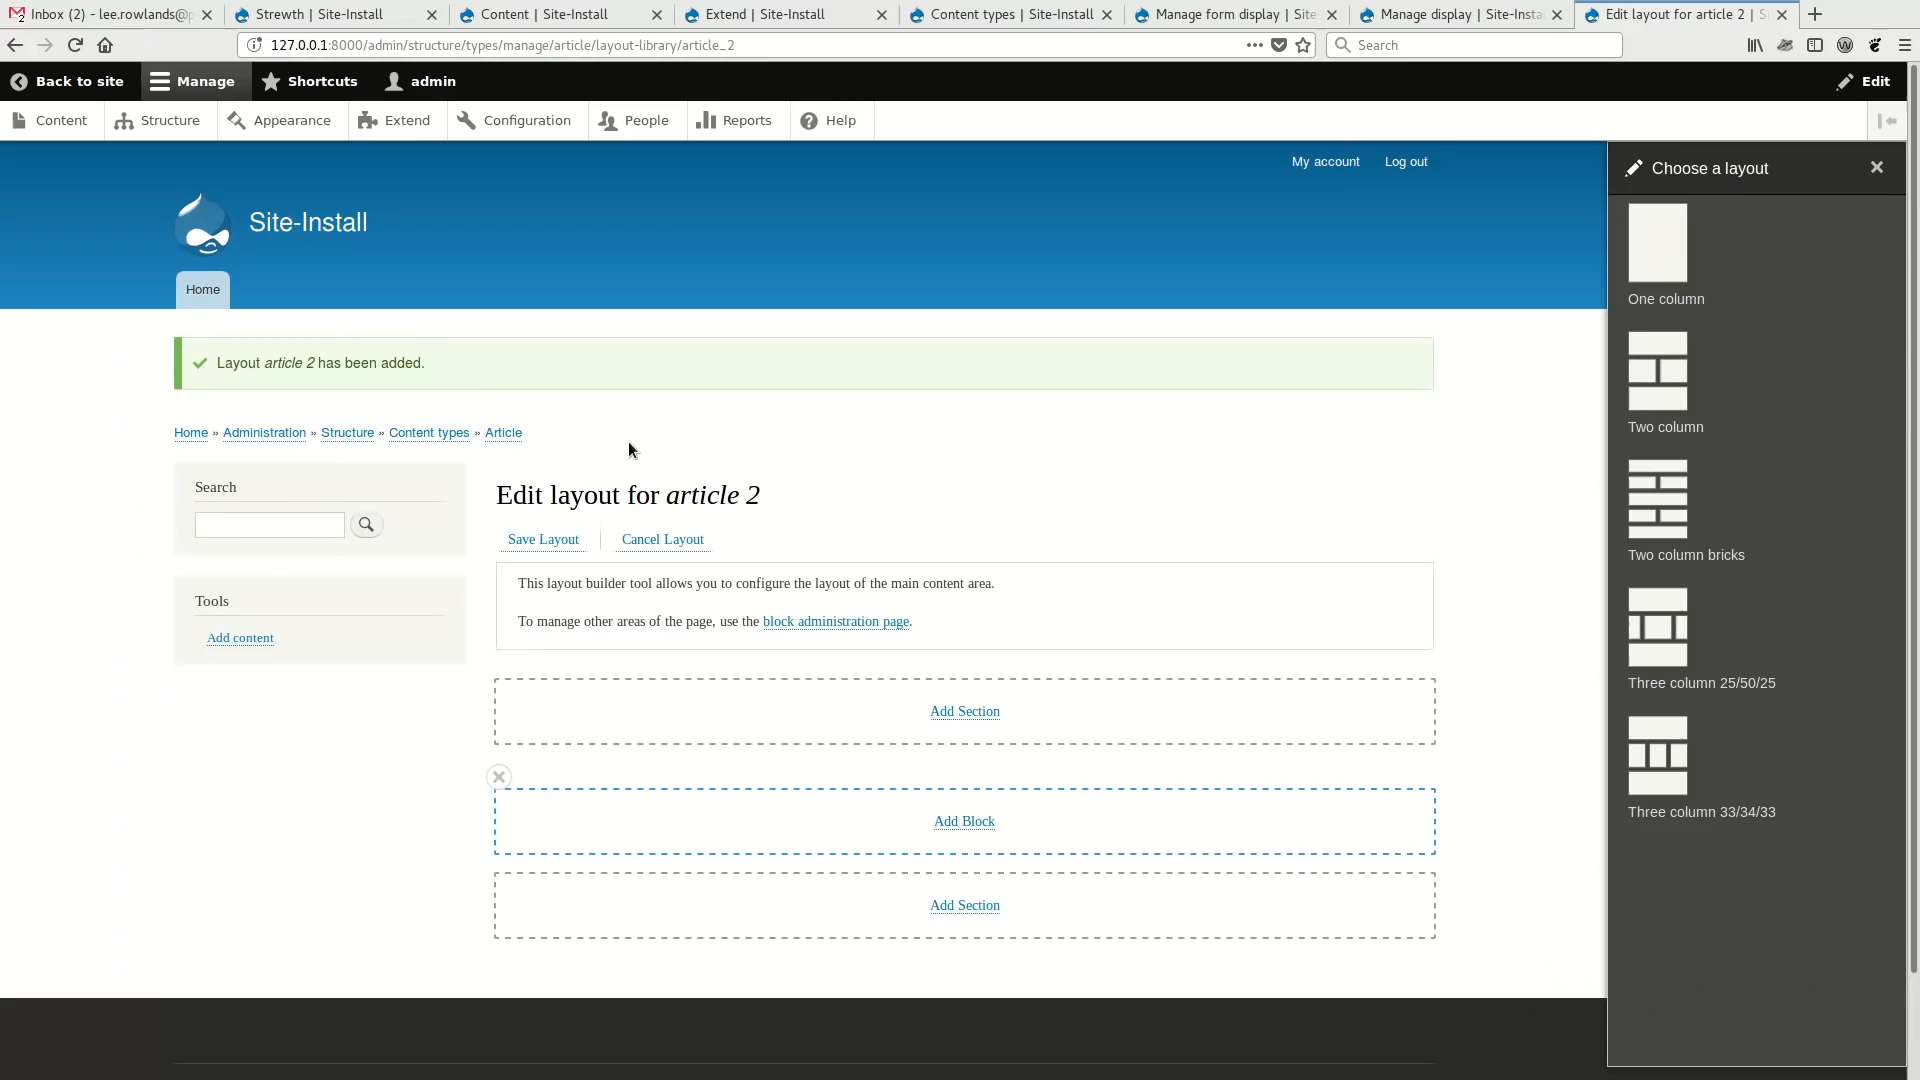 Inbox (2) - lee.rowlands@p
Strewth | Site-Install
Content | Site-Install
Extend | Site-Install
Content types | Site-Install
Manage form display | Site
Manage display | Site-Insta
Edit layout for article 2 | S
127.0.0.1:8000/admin/structure/types/manage/article/layout-library/article_2
Search
Back to site
Manage
Shortcuts
admin
Edit
Content
Structure
Appearance
Extend
Configuration
People
Reports
Help
My account
Log out
Site-Install
Home
Layout article 2 has been added.
Home » Administration » Structure » Content types » Article
Search
Tools
Add content
Edit layout for article 2
Save Layout
Cancel Layout
This layout builder tool allows you to configure the layout of the main content area.
To manage other areas of the page, use the block administration page.
Add Section
Add Block
Add Section
Choose a layout
One column
Two column
Two column bricks
Three column 25/50/25
Three column 33/34/33